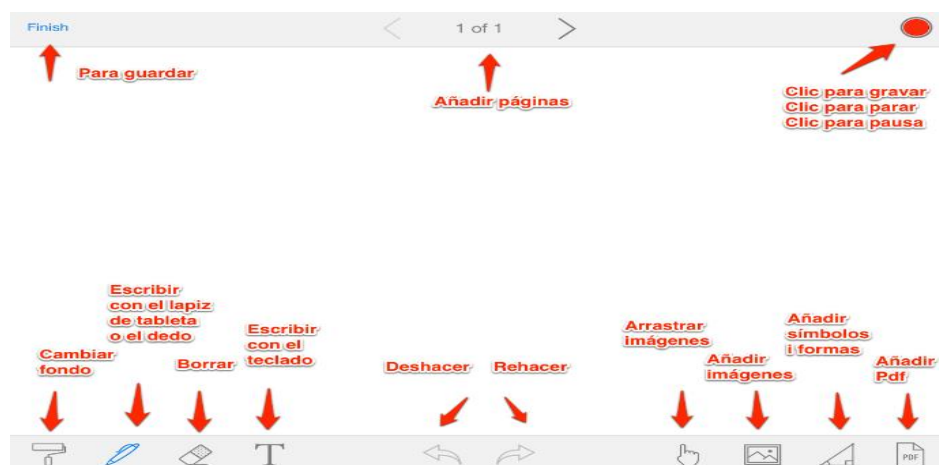 Finish
1 of 1
Para guardar
Añadir páginas
Clic para gravar
Clic para parar
Clic para pausa
Escribir
con el lapiz
de tableta
o el dedo
Cambiar
fondo
Borrar
Escribir
con el
teclado
Deshacer
Rehacer
Arrastrar
imágenes
Añadir
imágenes
Añadir
símbolos
i formas
Añadir
Pdf
T
PDF